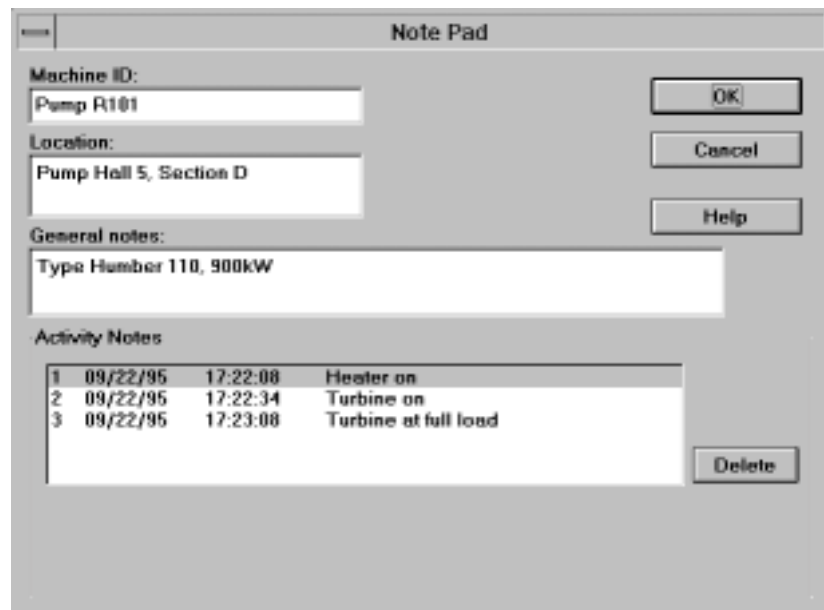 Note Pad
Machine ID:
Pump R101
OK
Location:
Pump Hall 5, Section D
Cancel
Help
General notes:
Type Humber 110, 900kW
Activity Notes
1 09/22/95 17:22:08 Heater on
2 09/22/95 17:22:34 Turbine on
3 09/22/95 17:23:08 Turbine at full load
Delete